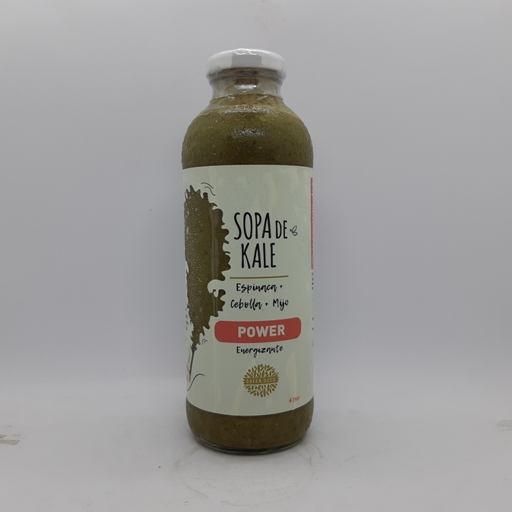 SOPA DE
KALE
Espinaca +
Cebolla + Mijo
POWER
Energizante